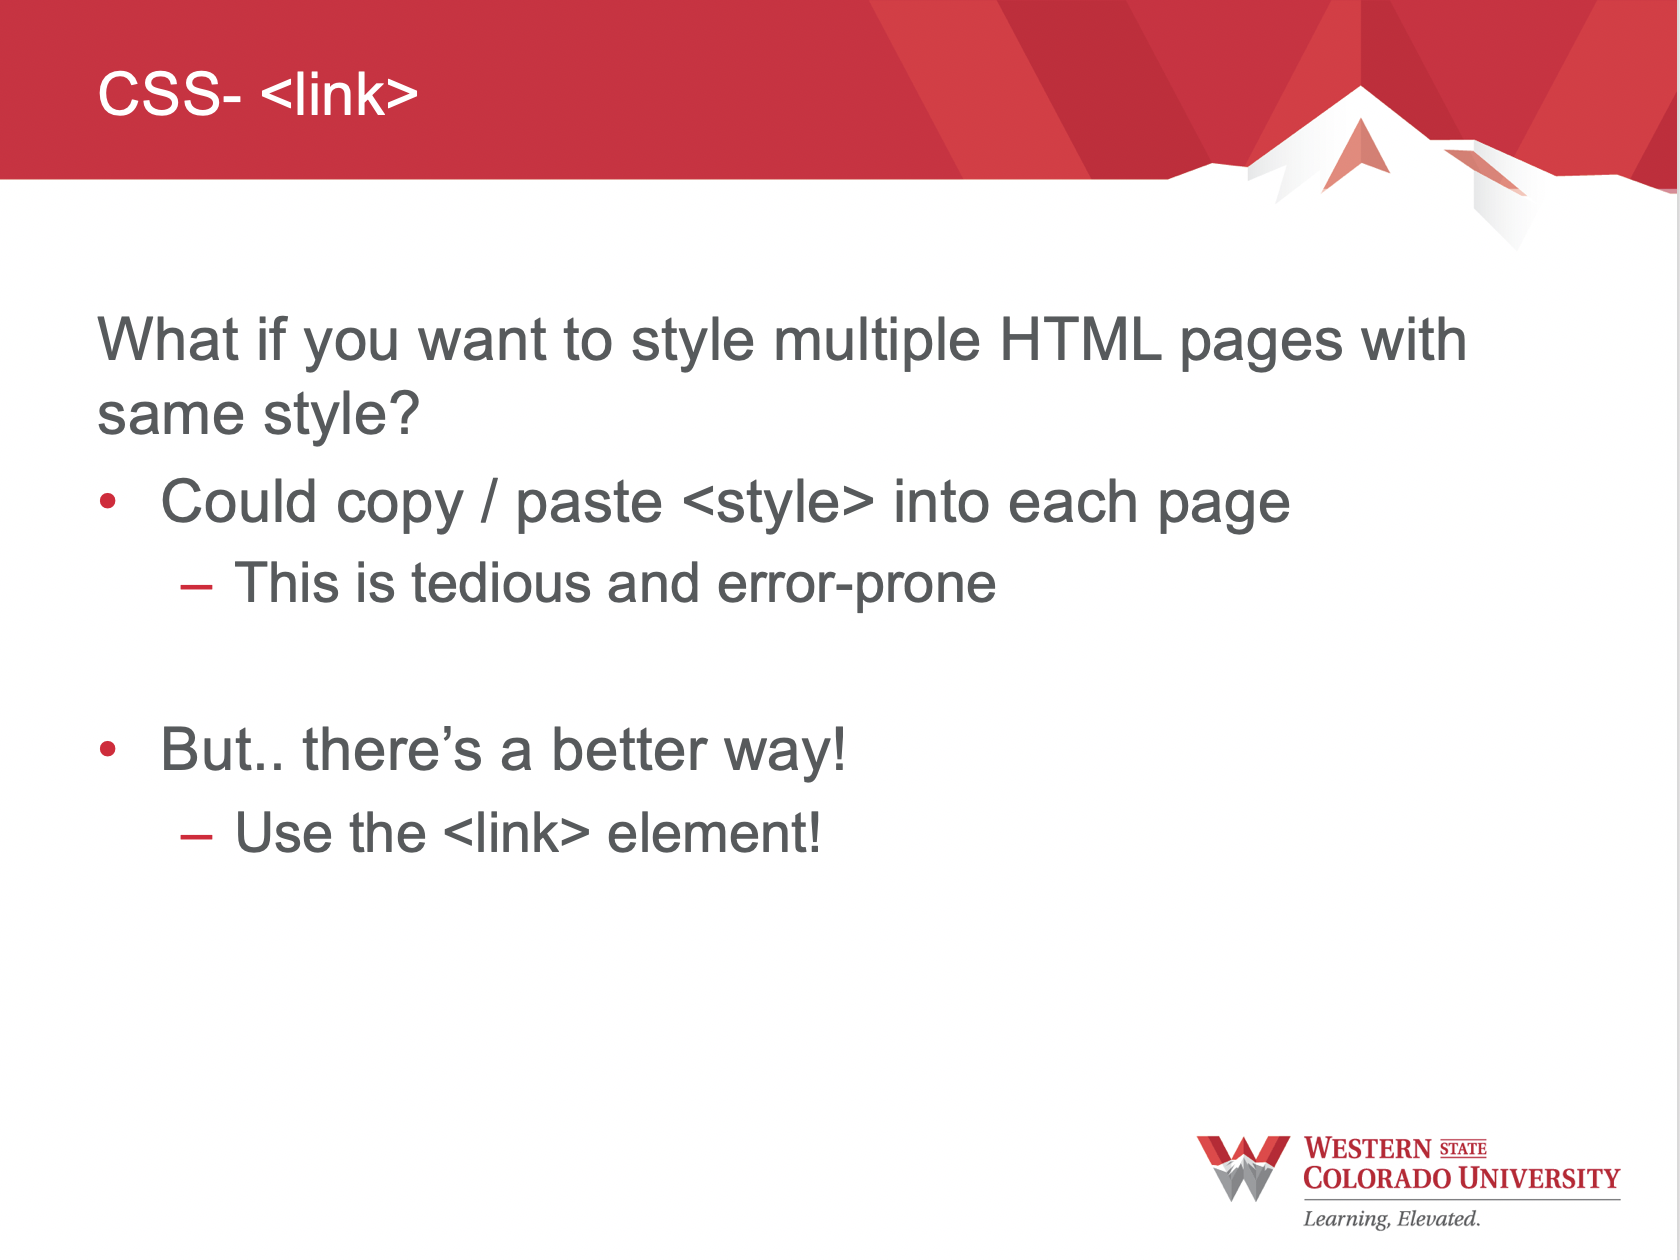 CSS- <link>
What if you want to style multiple HTML pages with
same style?
• Could copy / paste <style> into each page
– This is tedious and error-prone
• But.. there’s a better way!
– Use the <link> element!
WESTERN STATE
COLORADO UNIVERSITY
Learning, Elevated.